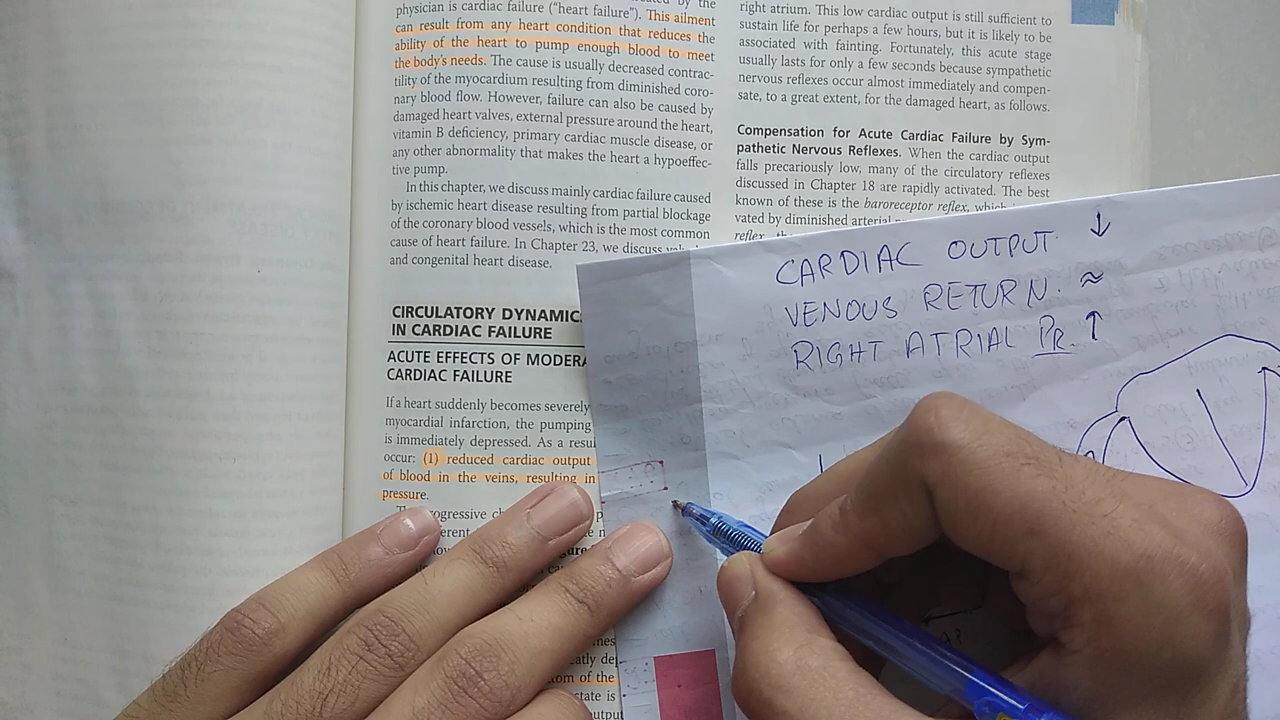 physician is cardiac failure (“heart failure”). This ailment
can result from any heart condition that reduces the
ability of the heart to pump enough blood to meet
the body’s needs. The cause is usually decreased contrac-
tility of the myocardium resulting from diminished coro-
nary blood flow. However, failure can also be caused by
damaged heart valves, external pressure around the heart,
vitamin B deficiency, primary cardiac muscle disease, or
any other abnormality that makes the heart a hypoeffec-
tive pump.
In this chapter, we discuss mainly cardiac failure caused
by ischemic heart disease resulting from partial blockage
of the coronary blood vessels, which is the most common
cause of heart failure. In Chapter 23, we discuss
and congenital heart disease.
CIRCULATORY DYNAMIC
IN CARDIAC FAILURE
ACUTE EFFECTS OF MODERA
CARDIAC FAILURE
If a heart suddenly becomes severely
myocardial infarction, the pumping
is immediately depressed. As a resul
occur: (1) reduced cardiac output
of blood in the veins, resulting in
pressure.
right atrium. This low cardiac output is still sufficient to
sustain life for perhaps a few hours, but it is likely to be
associated with fainting. Fortunately, this acute stage
usually lasts for only a few seconds because sympathetic
nervous reflexes occur almost immediately and compen-
sate, to a great extent, for the damaged heart, as follows.
Compensation for Acute Cardiac Failure by Sym-
pathetic Nervous Reflexes. When the cardiac output
falls precariously low, many of the circulatory reflexes
discussed in Chapter 18 are rapidly activated. The best
known of these is the baroreceptor reflex, which
vated by diminished arterial
reflex
CARDIAC OUTPUT ↓
VENOUS RETURN. ≈
RIGHT ATRIAL PR. ↑